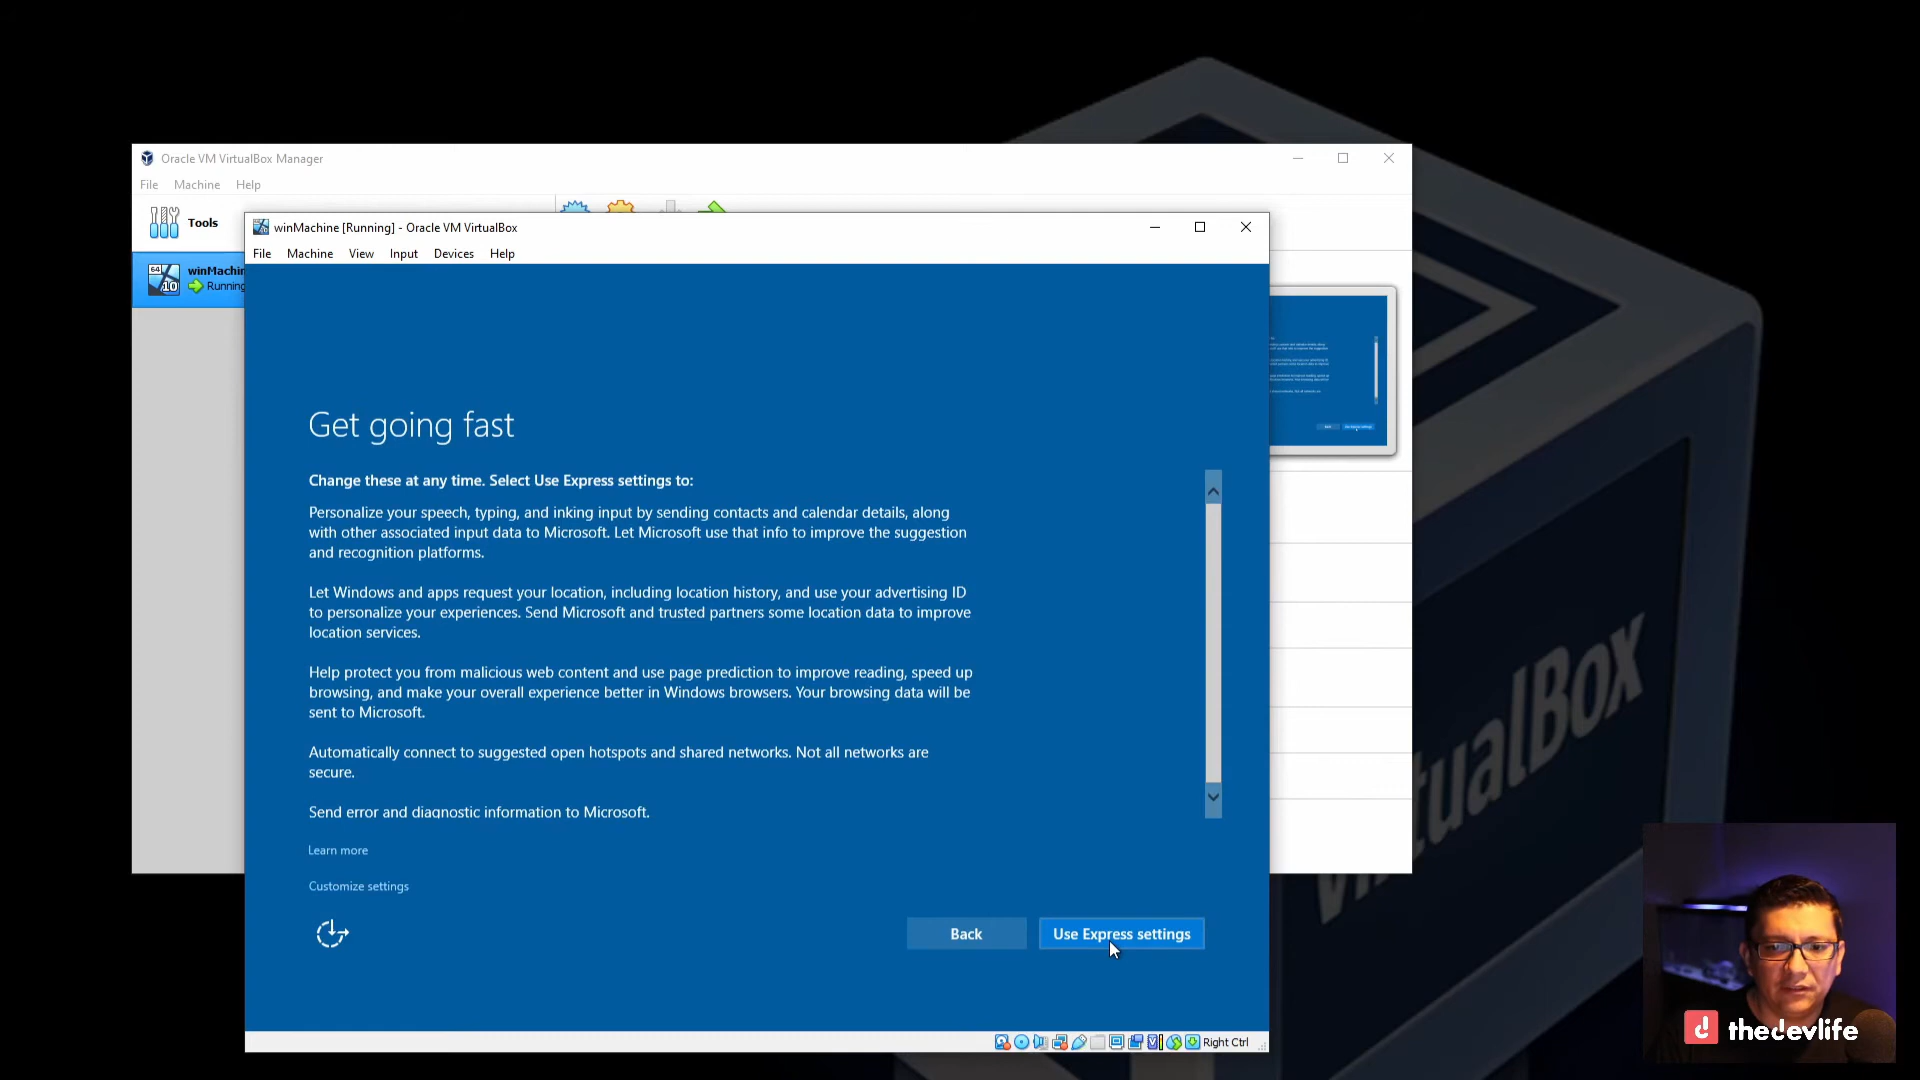 Oracle VM VirtualBox Manager
File Machine Help
Tools
winMachin
Running
64
10
winMachine [Running] - Oracle VM VirtualBox
File Machine View Input Devices Help
Get going fast
Change these at any time. Select Use Express settings to:
Personalize your speech, typing, and inking input by sending contacts and calendar details, along
with other associated input data to Microsoft. Let Microsoft use that info to improve the suggestion
and recognition platforms.
Let Windows and apps request your location, including location history, and use your advertising ID
to personalize your experiences. Send Microsoft and trusted partners some location data to improve
location services.
Help protect you from malicious web content and use page prediction to improve reading, speed up
browsing, and make your overall experience better in Windows browsers. Your browsing data will be
sent to Microsoft.
Automatically connect to suggested open hotspots and shared networks. Not all networks are
secure.
Send error and diagnostic information to Microsoft.
Learn more
Customize settings
Back
Use Express settings
Right Ctrl
tualBox
VirtualBox
thedevlife